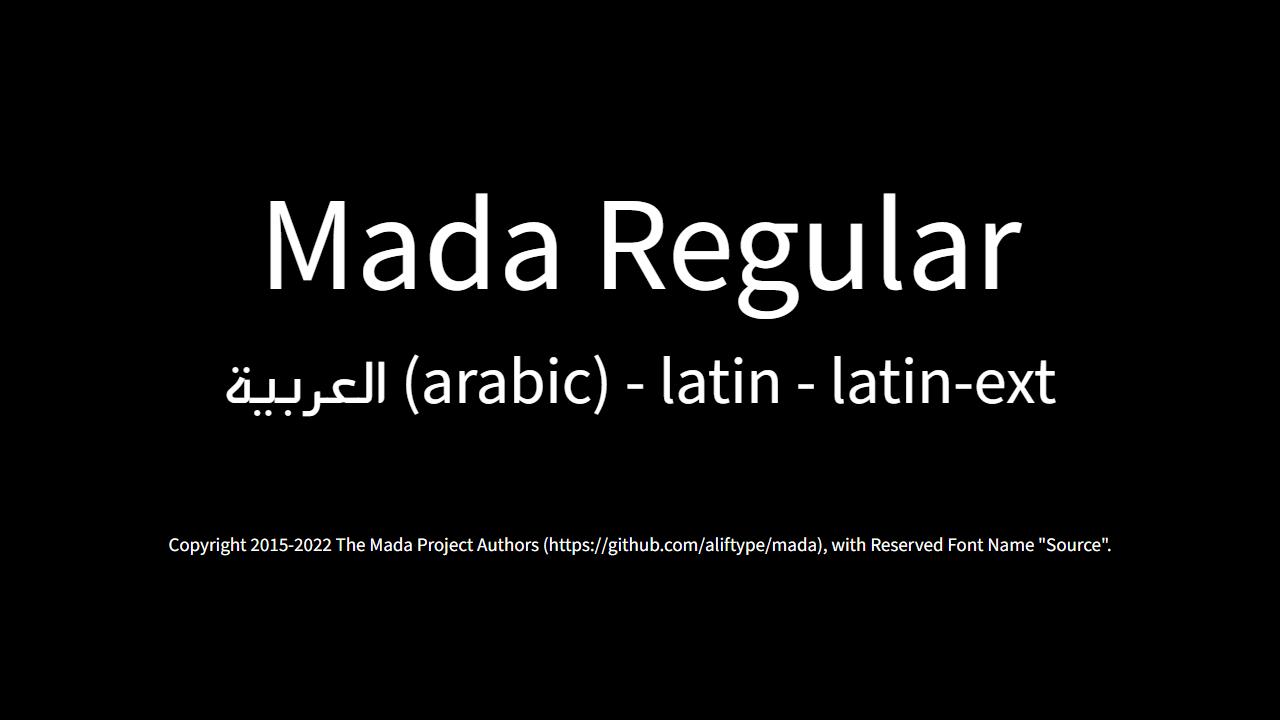 Mada Regular
العربية (arabic) - latin - latin-ext
Copyright 2015-2022 The Mada Project Authors (https://github.com/aliftype/mada), with Reserved Font Name "Source".